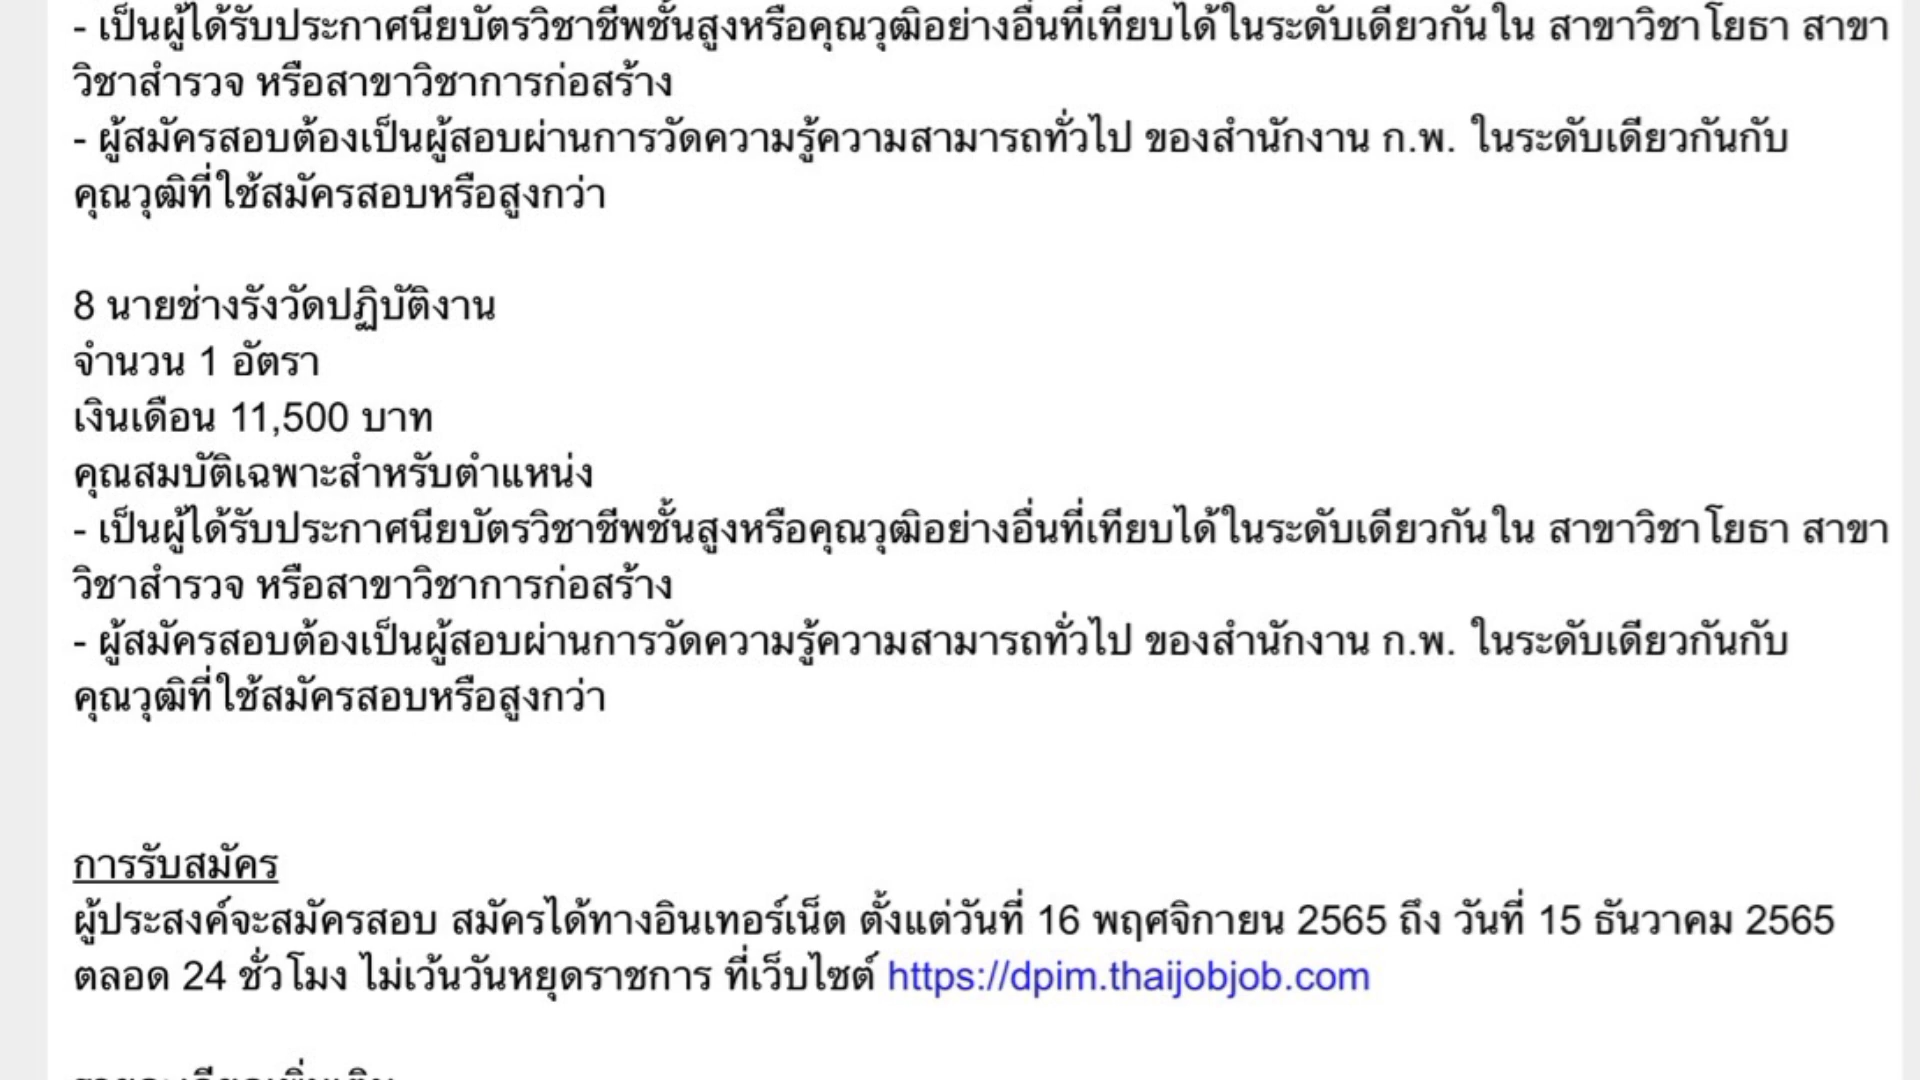 - เป็นผู้ได้รับประกาศนียบัตรวิชาชีพชั้นสูงหรือคุณวุฒิอย่างอื่นที่เทียบได้ในระดับเดียวกันใน สาขาวิชาโยธา สาขา
วิชาสำรวจ หรือสาขาวิชาการก่อสร้าง
- ผู้สมัครสอบต้องเป็นผู้สอบผ่านการวัดความรู้ความสามารถทั่วไป ของสำนักงาน ก.พ. ในระดับเดียวกันกับ
คุณวุฒิที่ใช้สมัครสอบหรือสูงกว่า
8 นายช่างรังวัดปฏิบัติงาน
จำนวน 1 อัตรา
เงินเดือน 11,500 บาท
คุณสมบัติเฉพาะสำหรับตำแหน่ง
- เป็นผู้ได้รับประกาศนียบัตรวิชาชีพชั้นสูงหรือคุณวุฒิอย่างอื่นที่เทียบได้ในระดับเดียวกันใน สาขาวิชาโยธา สาขา
วิชาสำรวจ หรือสาขาวิชาการก่อสร้าง
- ผู้สมัครสอบต้องเป็นผู้สอบผ่านการวัดความรู้ความสามารถทั่วไป ของสำนักงาน ก.พ. ในระดับเดียวกันกับ
คุณวุฒิที่ใช้สมัครสอบหรือสูงกว่า
การรับสมัคร
ผู้ประสงค์จะสมัครสอบ สมัครได้ทางอินเทอร์เน็ต ตั้งแต่วันที่ 16 พฤศจิกายน 2565 ถึง วันที่ 15 ธันวาคม 2565
ตลอด 24 ชั่วโมง ไม่เว้นวันหยุดราชการ ที่เว็บไซต์ https://dpim.thaijobjob.com